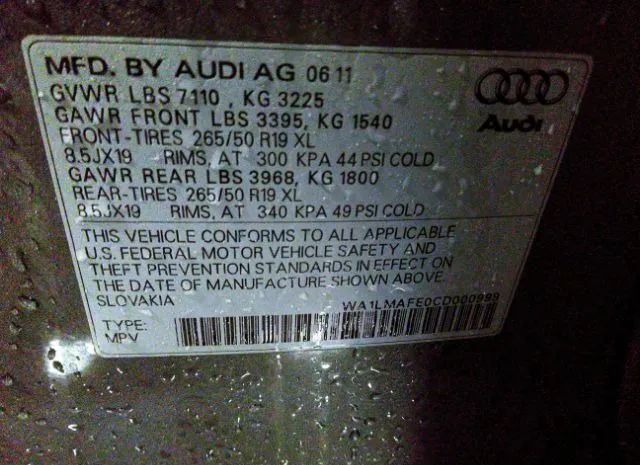 MFD. BY AUDI AG 06 11
GVWR LBS 7110 , KG 3225
GAWR FRONT LBS 3395, KG 1540
FRONT-TIRES 265/50 R19 XL
8.5JX19 RIMS, AT 300 KPA 44 PSI COLD
GAWR REAR LBS 3968, KG 1800
REAR-TIRES 265/50 R19 XL
8.5JX19 RIMS, AT 340 KPA 49 PSI COLD
Audi
THIS VEHICLE CONFORMS TO ALL APPLICABLE
U.S. FEDERAL MOTOR VEHICLE SAFETY AND
THEFT PREVENTION STANDARDS IN EFFECT ON
THE DATE OF MANUFACTURE SHOWN ABOVE.
SLOVAKIA
WA1LMAFE0CD000999
TYPE:
MPV